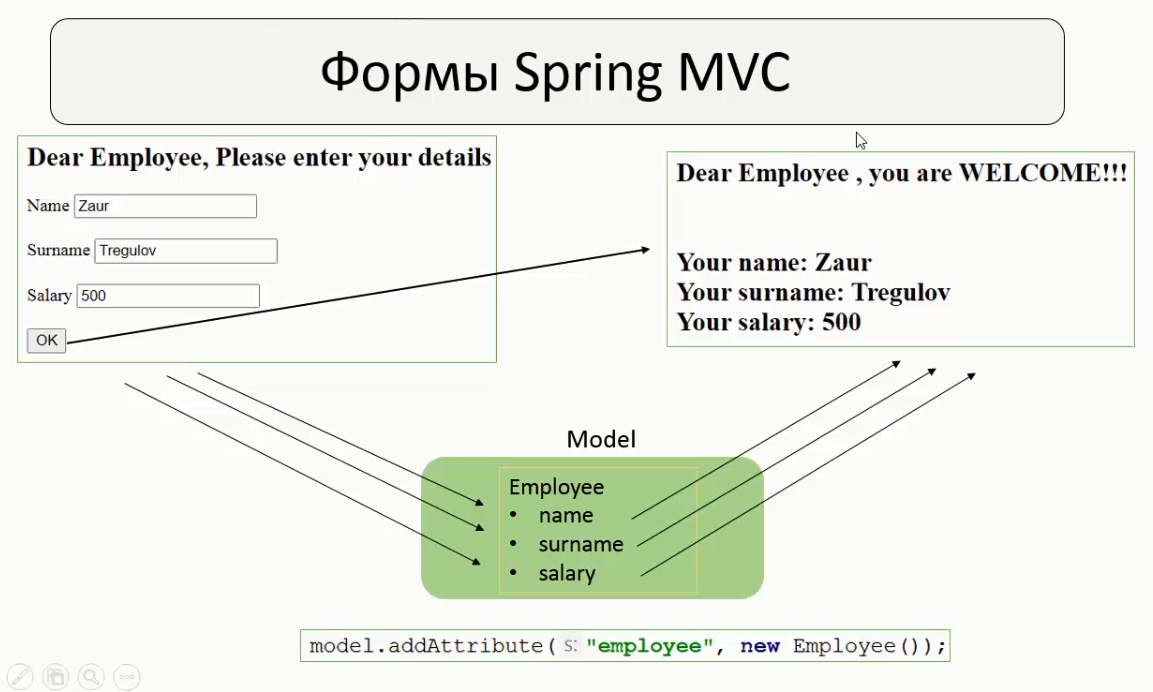 Формы Spring MVC
Dear Employee, Please enter your details
Name Zaur
Surname Tregulov
Salary 500
OK
Dear Employee , you are WELCOME!!!
Your name: Zaur
Your surname: Tregulov
Your salary: 500
Model
Employee
• name
• surname
• salary
model.addAttribute( S: "employee", new Employee());